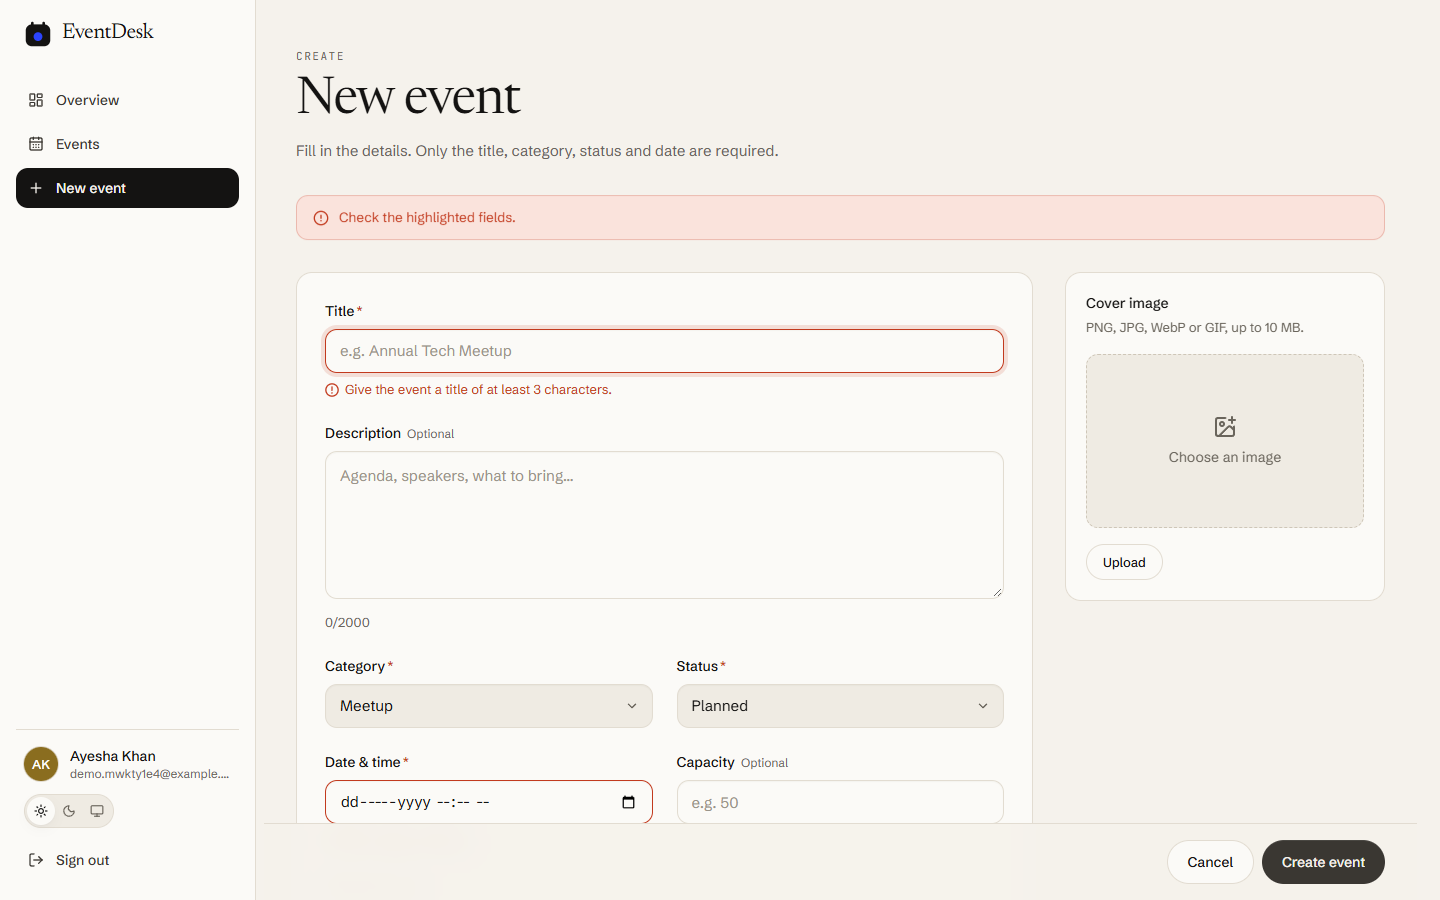 EventDesk
Overview
Events
New event
AK
Ayesha Khan
demo.mwkty1e4@example....
Sign out
CREATE
New event
Fill in the details. Only the title, category, status and date are required.
Check the highlighted fields.
Title*
e.g. Annual Tech Meetup
Give the event a title of at least 3 characters.
Description Optional
Agenda, speakers, what to bring...
0/2000
Category*
Meetup
Status*
Planned
Date & time*
dd-----yyyy --:-- --
Capacity Optional
e.g. 50
Cover image
PNG, JPG, WebP or GIF, up to 10 MB.
Choose an image
Upload
Cancel
Create event